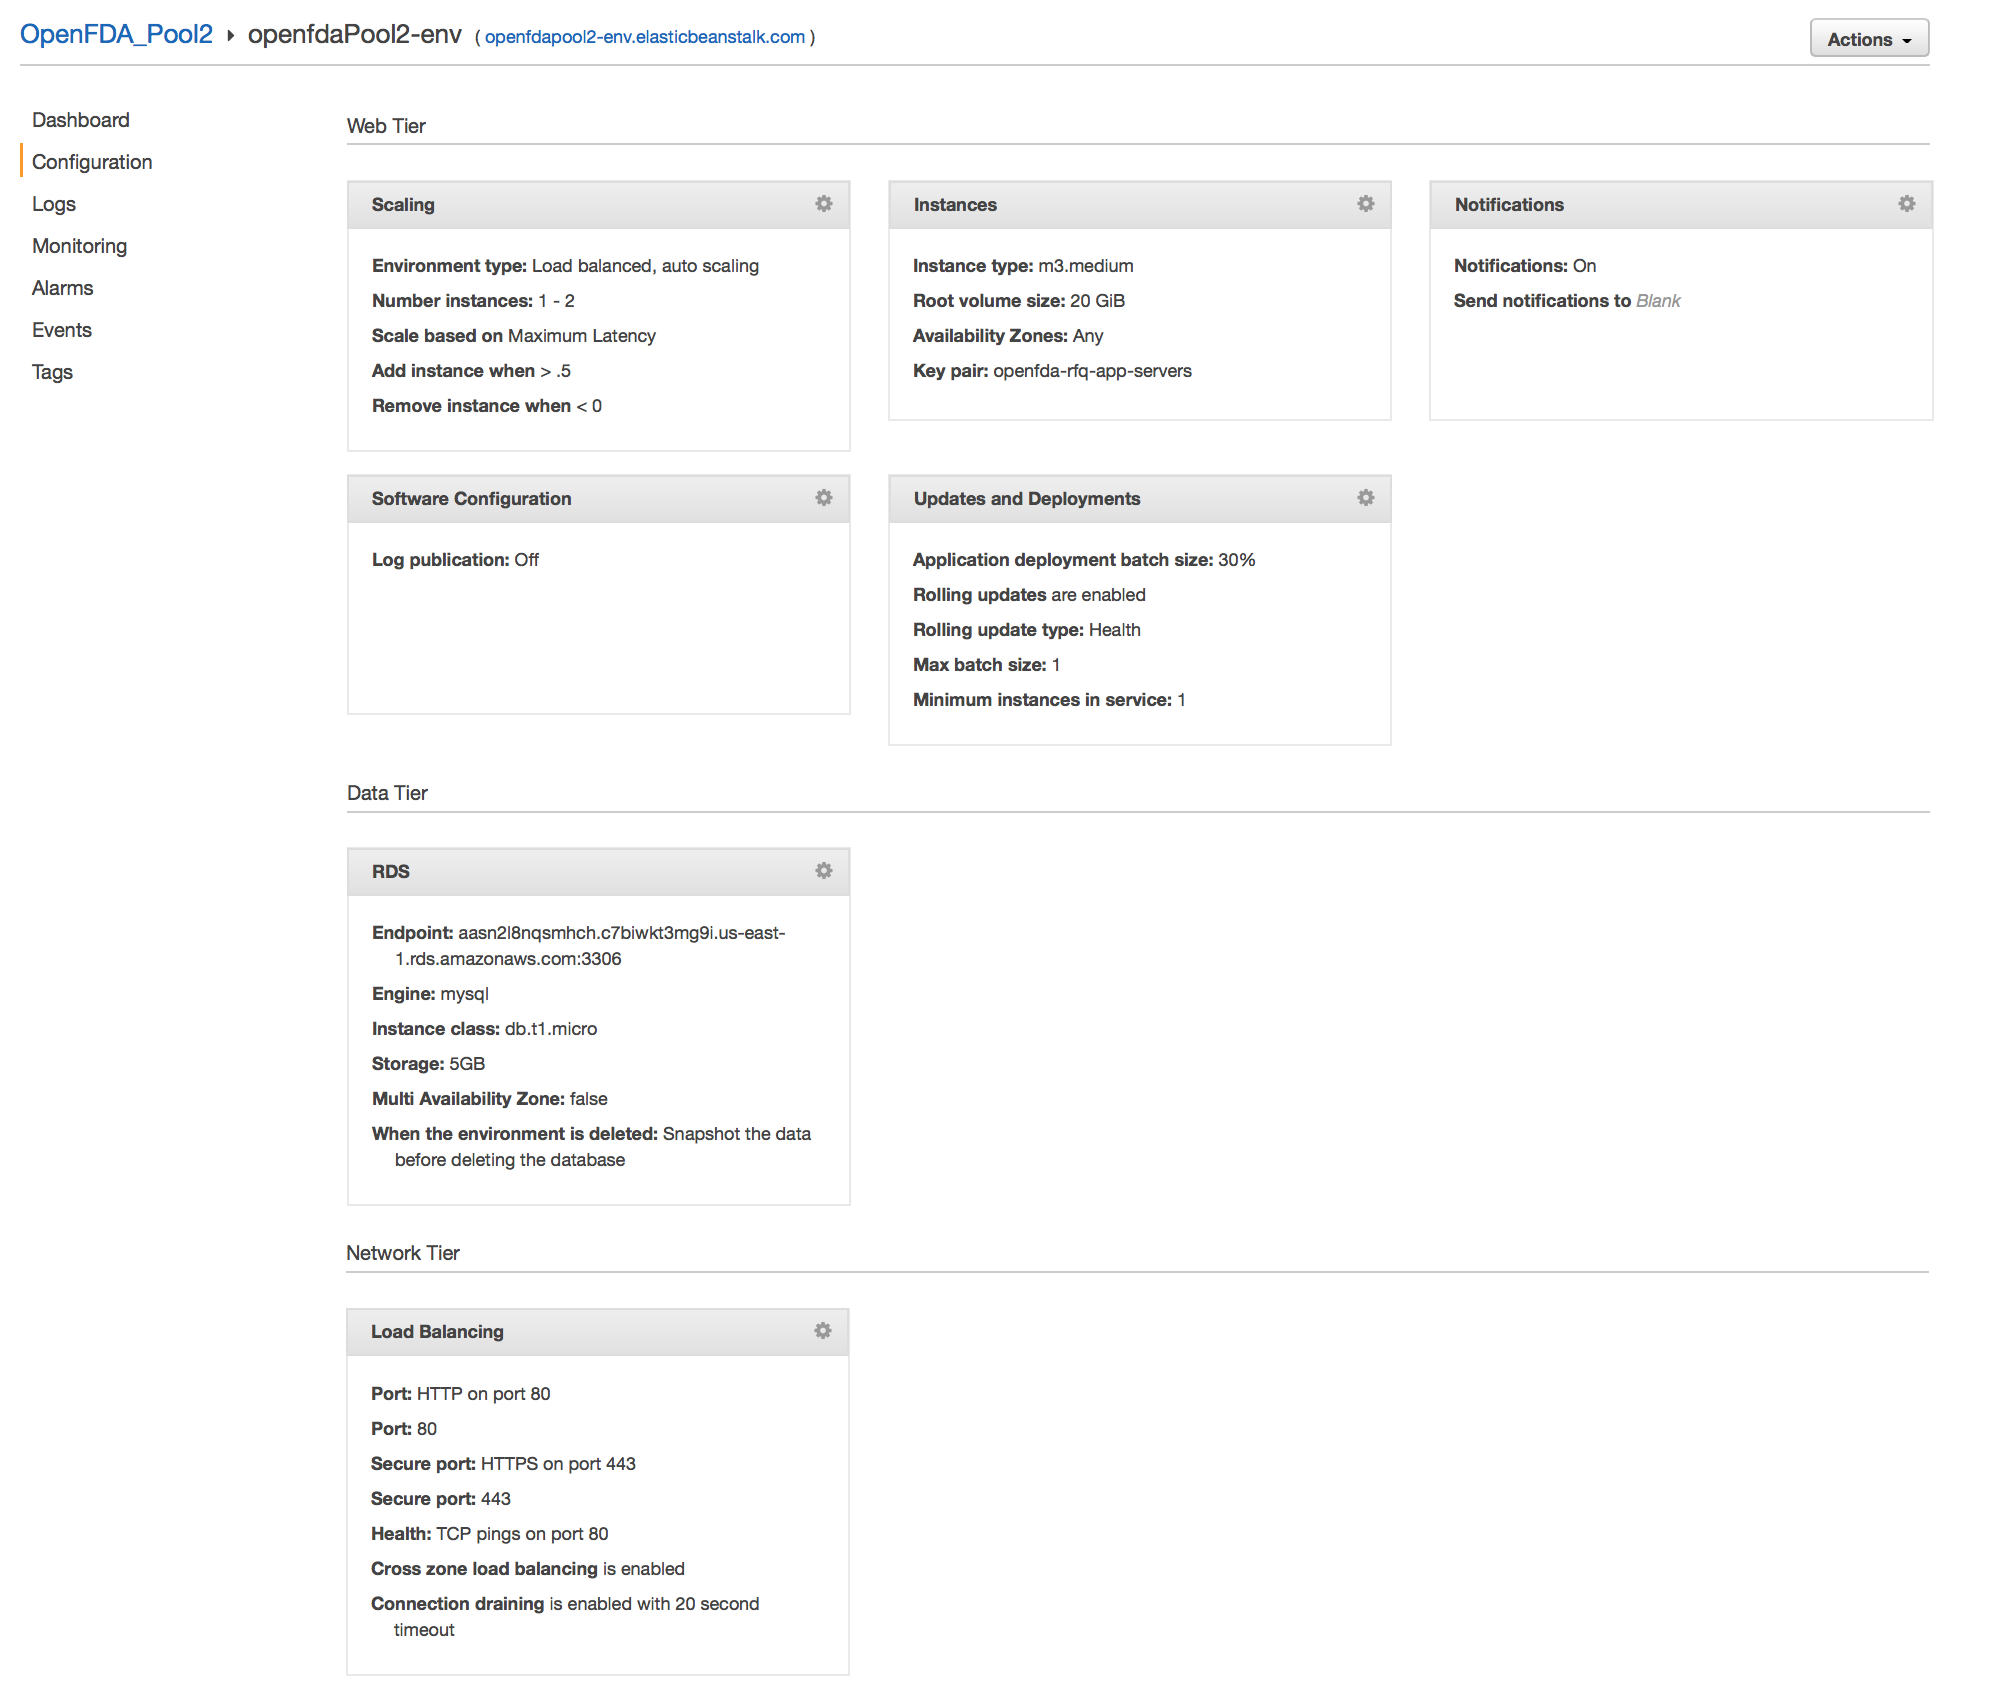 OpenFDA_Pool2 ▸ openfdaPool2-env ( openfdapool2-env.elasticbeanstalk.com )
Actions
Dashboard
Configuration
Logs
Monitoring
Alarms
Events
Tags
Web Tier
Scaling
Environment type: Load balanced, auto scaling
Number instances: 1 - 2
Scale based on Maximum Latency
Add instance when > .5
Remove instance when < 0
Instances
Instance type: m3.medium
Root volume size: 20 GiB
Availability Zones: Any
Key pair: openfda-rfq-app-servers
Notifications
Notifications: On
Send notifications to Blank
Software Configuration
Log publication: Off
Updates and Deployments
Application deployment batch size: 30%
Rolling updates are enabled
Rolling update type: Health
Max batch size: 1
Minimum instances in service: 1
Data Tier
RDS
Endpoint: aasn2l8nqsmhch.c7biwkt3mg9i.us-east-
1.rds.amazonaws.com:3306
Engine: mysql
Instance class: db.t1.micro
Storage: 5GB
Multi Availability Zone: false
When the environment is deleted: Snapshot the data
before deleting the database
Network Tier
Load Balancing
Port: HTTP on port 80
Port: 80
Secure port: HTTPS on port 443
Secure port: 443
Health: TCP pings on port 80
Cross zone load balancing is enabled
Connection draining is enabled with 20 second
timeout